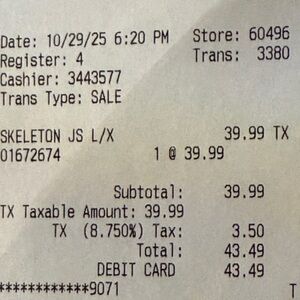 Date: 10/29/25 6:20 PM Store: 60496
Register: 4 Trans: 3380
Cashier: 3443577
Trans Type: SALE
SKELETON JS L/X 39.99 TX
01672674 1 @ 39.99
Subtotal: 39.99
TX Taxable Amount: 39.99
TX (8.750%) Tax: 3.50
Total: 43.49
DEBIT CARD 43.49
************9071 T